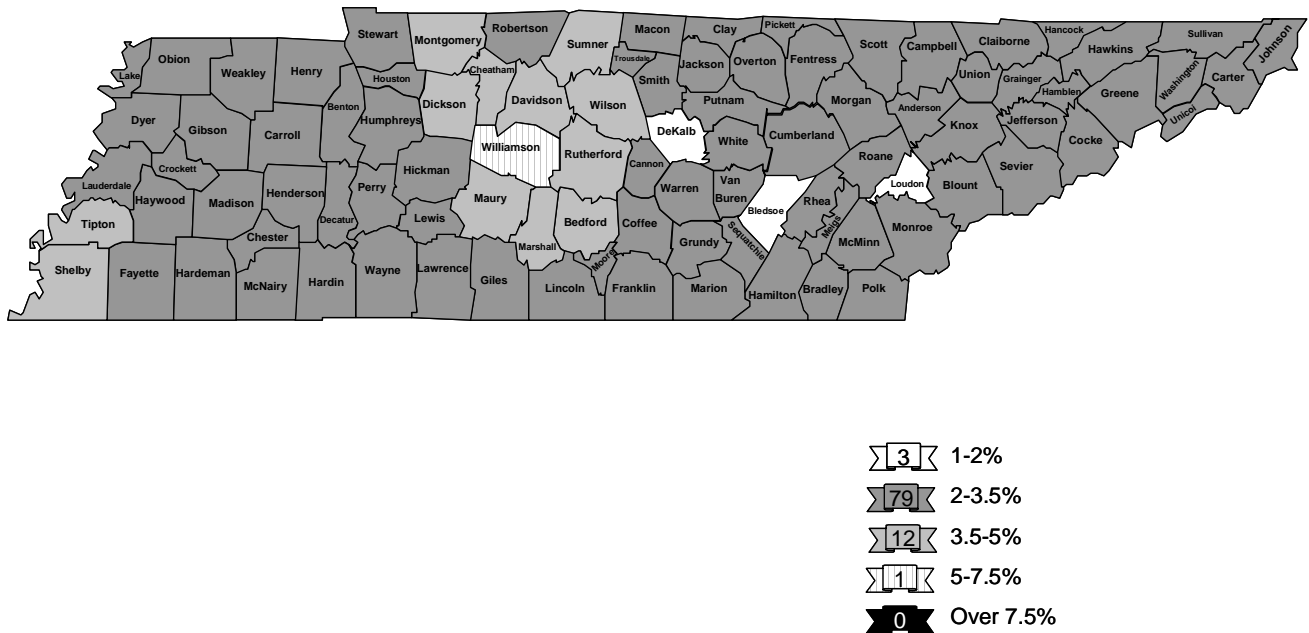 Stewart
Montgomery
Robertson
Sumner
Macon
Clay
Pickett
Scott
Campbell
Claiborne
Hancock
Hawkins
Sullivan
Johnson
Lake
Obion
Weakley
Henry
Houston
Cheatham
Trousdale
Smith
Jackson
Overton
Fentress
Union
Grainger
Hamblen
Greene
Washington
Carter
Unicoi
Dyer
Gibson
Carroll
Benton
Humphreys
Dickson
Davidson
Wilson
DeKalb
Putnam
White
Cumberland
Morgan
Anderson
Knox
Jefferson
Cocke
Lauderdale
Crockett
Haywood
Madison
Henderson
Decatur
Perry
Hickman
Williamson
Rutherford
Cannon
Warren
Van
Buren
Bledsoe
Rhea
Roane
Loudon
Blount
Sevier
Tipton
Chester
Lewis
Maury
Marshall
Bedford
Coffee
Grundy
Sequatchie
Meigs
McMinn
Monroe
Shelby
Fayette
Hardeman
McNairy
Hardin
Wayne
Lawrence
Giles
Lincoln
Moore
Franklin
Marion
Hamilton
Bradley
Polk
3 1-2%
79 2-3.5%
12 3.5-5%
1 5-7.5%
0 Over 7.5%